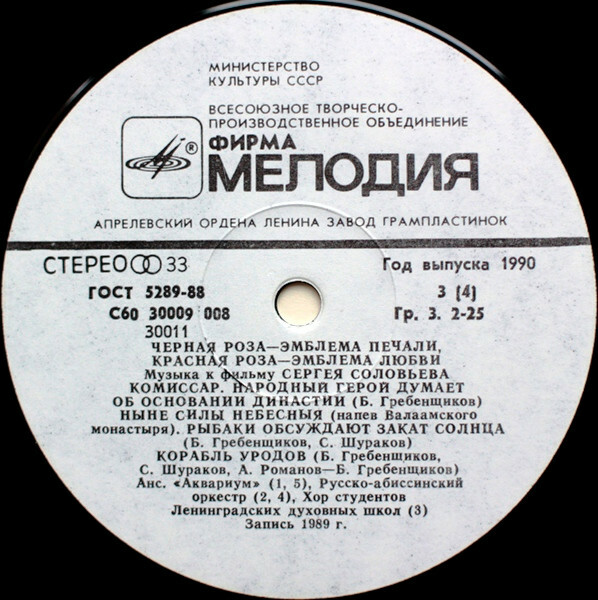 МИНИСТЕРСТВО
КУЛЬТУРЫ СССР
ВСЕСОЮЗНОЕ ТВОРЧЕСКО-
ПРОИЗВОДСТВЕННОЕ ОБЪЕДИНЕНИЕ
ФИРМА
®
МЕЛОДИЯ
АПРЕЛЕВСКИЙ ОРДЕНА ЛЕНИНА ЗАВОД ГРАМПЛАСТИНОК
СТЕРЕО 33 Год выпуска 1990
ГОСТ 5289-88 3 (4)
С60 30009 008 Гр. 3. 2-25
30011
ЧЕРНАЯ РОЗА—ЭМБЛЕМА ПЕЧАЛИ,
КРАСНАЯ РОЗА—ЭМБЛЕМА ЛЮБВИ
Музыка к фильму СЕРГЕЯ СОЛОВЬЕВА
КОМИССАР. НАРОДНЫЙ ГЕРОЙ ДУМАЕТ
ОБ ОСНОВАНИИ ДИНАСТИИ (Б. Гребенщиков)
НЫНЕ СИЛЫ НЕБЕСНЫЯ (напев Валаамского
монастыря). РЫБАКИ ОБСУЖДАЮТ ЗАКАТ СОЛНЦА
(Б. Гребенщиков, С. Шураков)
КОРАБЛЬ УРОДОВ (Б. Гребенщиков,
С. Шураков, А. Романов—Б. Гребенщиков)
Анс. «Аквариум» (1, 5), Русско-абиссинский
оркестр (2, 4), Хор студентов
Ленинградских духовных школ (3)
Запись 1989 г.